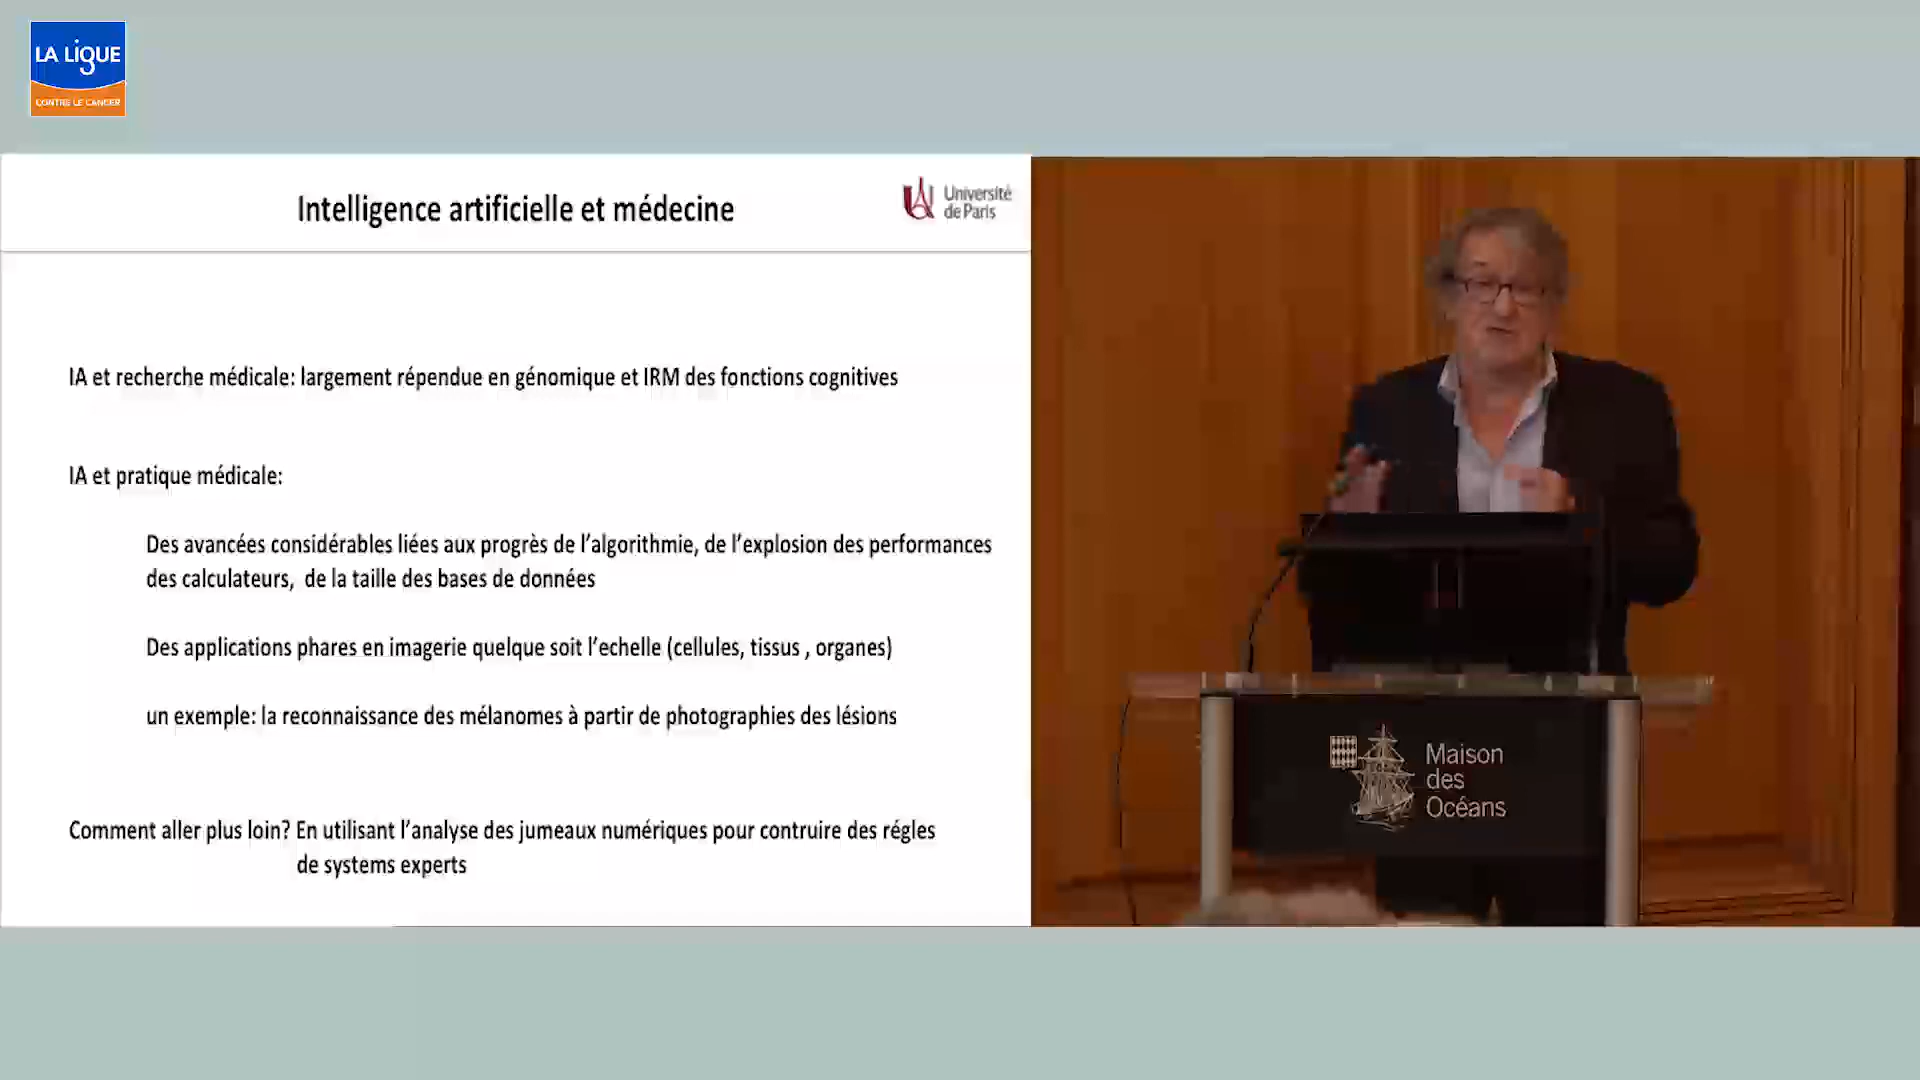 LA LIGUE
CONTRE LE CANCER
Intelligence artificielle et médecine
Université
de Paris
IA et recherche médicale: largement répendue en génomique et IRM des fonctions cognitives
IA et pratique médicale:
Des avancées considérables liées aux progrès de l'algorithmie, de l'explosion des performances
des calculateurs, de la taille des bases de données
Des applications phares en imagerie quelque soit l'echelle (cellules, tissus , organes)
un exemple: la reconnaissance des mélanomes à partir de photographies des lésions
Comment aller plus loin? En utilisant l'analyse des jumeaux numériques pour contruire des régles
de systems experts
Maison
des
Océans